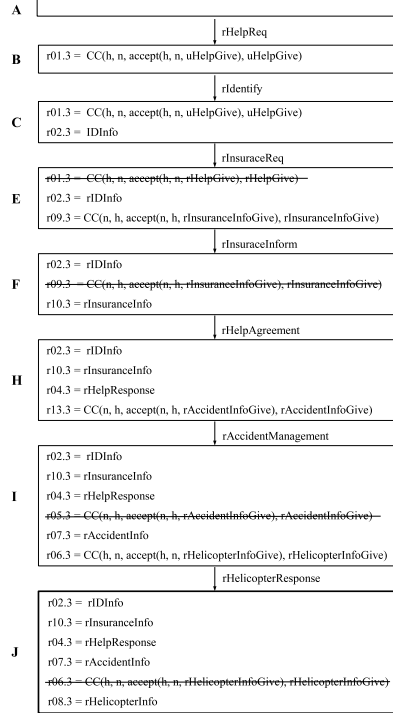 A
rHelpReq
B
r01.3 = CC(h, n, accept(h, n, uHelpGive), uHelpGive)
rIdentify
C
r01.3 = CC(h, n, accept(h, n, uHelpGive), uHelpGive)
r02.3 = IDInfo
rInsuraceReq
E
r01.3 = CC(h, n, accept(h, n, rHelpGive), rHelpGive)
r02.3 = rIDInfo
r09.3 = CC(n, h, accept(n, h, rInsuranceInfoGive), rInsuranceInfoGive)
rInsuraceInform
F
r02.3 = rIDInfo
r09.3 = CC(n, h, accept(n, h, rInsuranceInfoGive), rInsuranceInfoGive)
r10.3 = rInsuranceInfo
rHelpAgreement
H
r02.3 = rIDInfo
r10.3 = rInsuranceInfo
r04.3 = rHelpResponse
r13.3 = CC(n, h, accept(n, h, rAccidentInfoGive), rAccidentInfoGive)
rAccidentManagement
I
r02.3 = rIDInfo
r10.3 = rInsuranceInfo
r04.3 = rHelpResponse
r05.3 = CC(n, h, accept(n, h, rAccidentInfoGive), rAccidentInfoGive)
r07.3 = rAccidentInfo
r06.3 = CC(h, n, accept(h, n, rHelicopterInfoGive), rHelicopterInfoGive)
rHelicopterResponse
J
r02.3 = rIDInfo
r10.3 = rInsuranceInfo
r04.3 = rHelpResponse
r07.3 = rAccidentInfo
r06.3 = CC(h, n, accept(h, n, rHelicopterInfoGive), rHelicopterInfoGive)
r08.3 = rHelicopterInfo